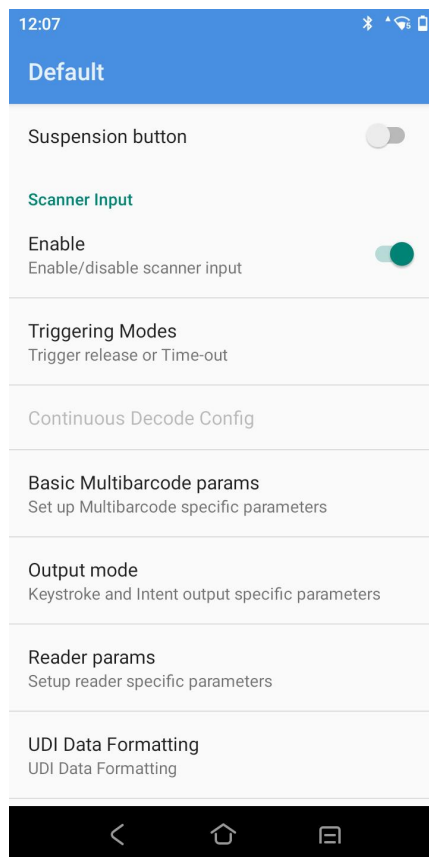 12:07
Default
Suspension button
Scanner Input
Enable
Enable/disable scanner input
Triggering Modes
Trigger release or Time-out
Continuous Decode Config
Basic Multibarcode params
Set up Multibarcode specific parameters
Output mode
Keystroke and Intent output specific parameters
Reader params
Setup reader specific parameters
UDI Data Formatting
UDI Data Formatting